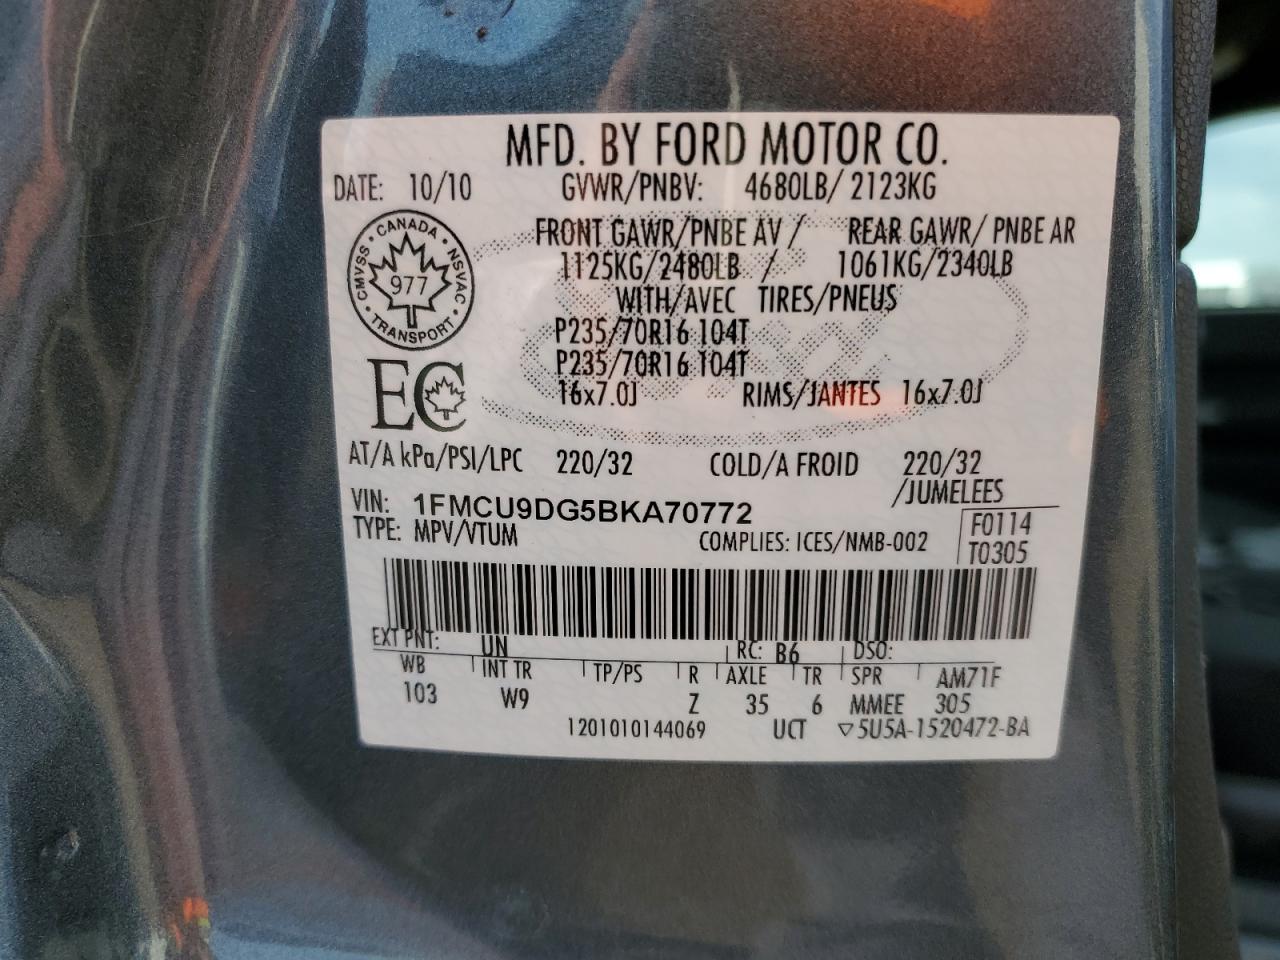 MFD. BY FORD MOTOR CO.
DATE: 10/10 GVWR/PNBV: 4680LB/ 2123KG
CMVSS • CANADA • NSVAC • TRANSPORT •
977
FRONT GAWR/PNBE AV / REAR GAWR/ PNBE AR
1125KG/2480LB / 1061KG/2340LB
WITH/AVEC TIRES/PNEUS
P235/70R16 104T
P235/70R16 104T
EC
16x7.0J RIMS/JANTES 16x7.0J
AT/A kPa/PSI/LPC 220/32 COLD/A FROID 220/32
/JUMELEES
VIN: 1FMCU9DG5BKA70772
TYPE: MPV/VTUM COMPLIES: ICES/NMB-002
F0114
T0305
EXT PNT: UN RC: B6 DSO:
WB INT TR TP/PS R AXLE TR SPR AM71F
103 W9 Z 35 6 MMEE 305
1201010144069 UCT ▽5U5A-1520472-BA